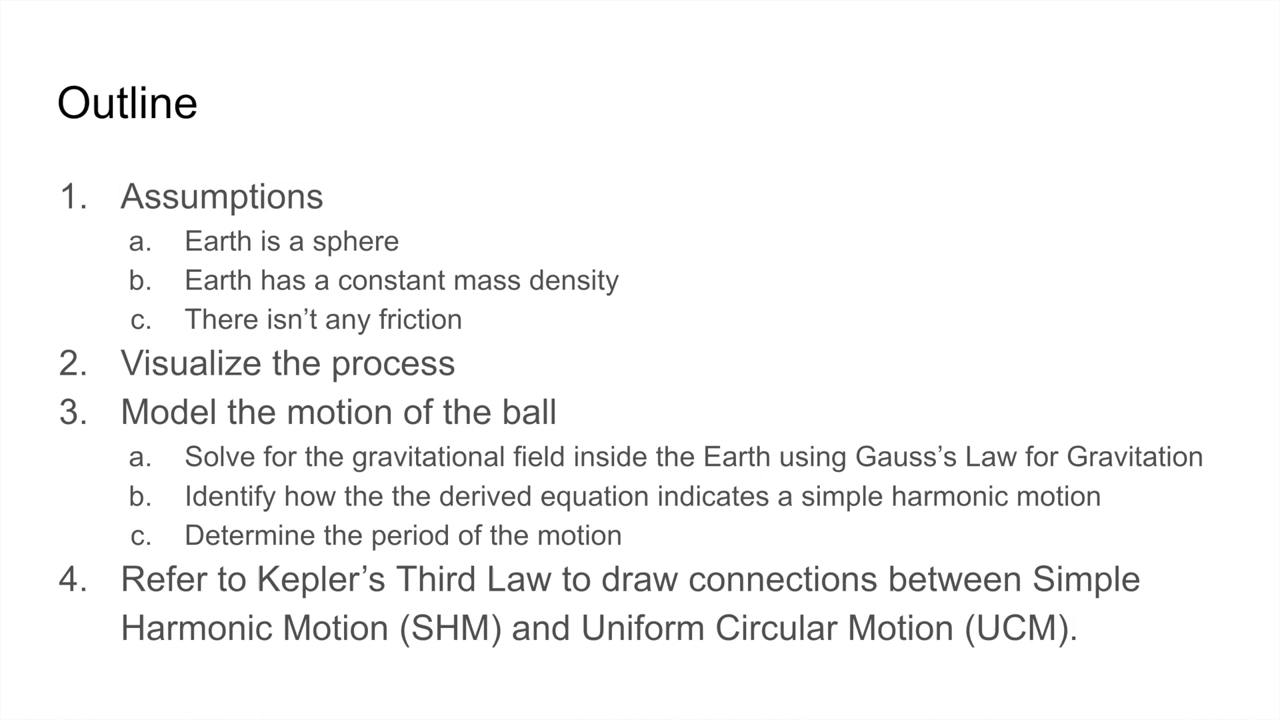 Outline
1. Assumptions
a. Earth is a sphere
b. Earth has a constant mass density
c. There isn’t any friction
2. Visualize the process
3. Model the motion of the ball
a. Solve for the gravitational field inside the Earth using Gauss’s Law for Gravitation
b. Identify how the the derived equation indicates a simple harmonic motion
c. Determine the period of the motion
4. Refer to Kepler’s Third Law to draw connections between Simple
Harmonic Motion (SHM) and Uniform Circular Motion (UCM).